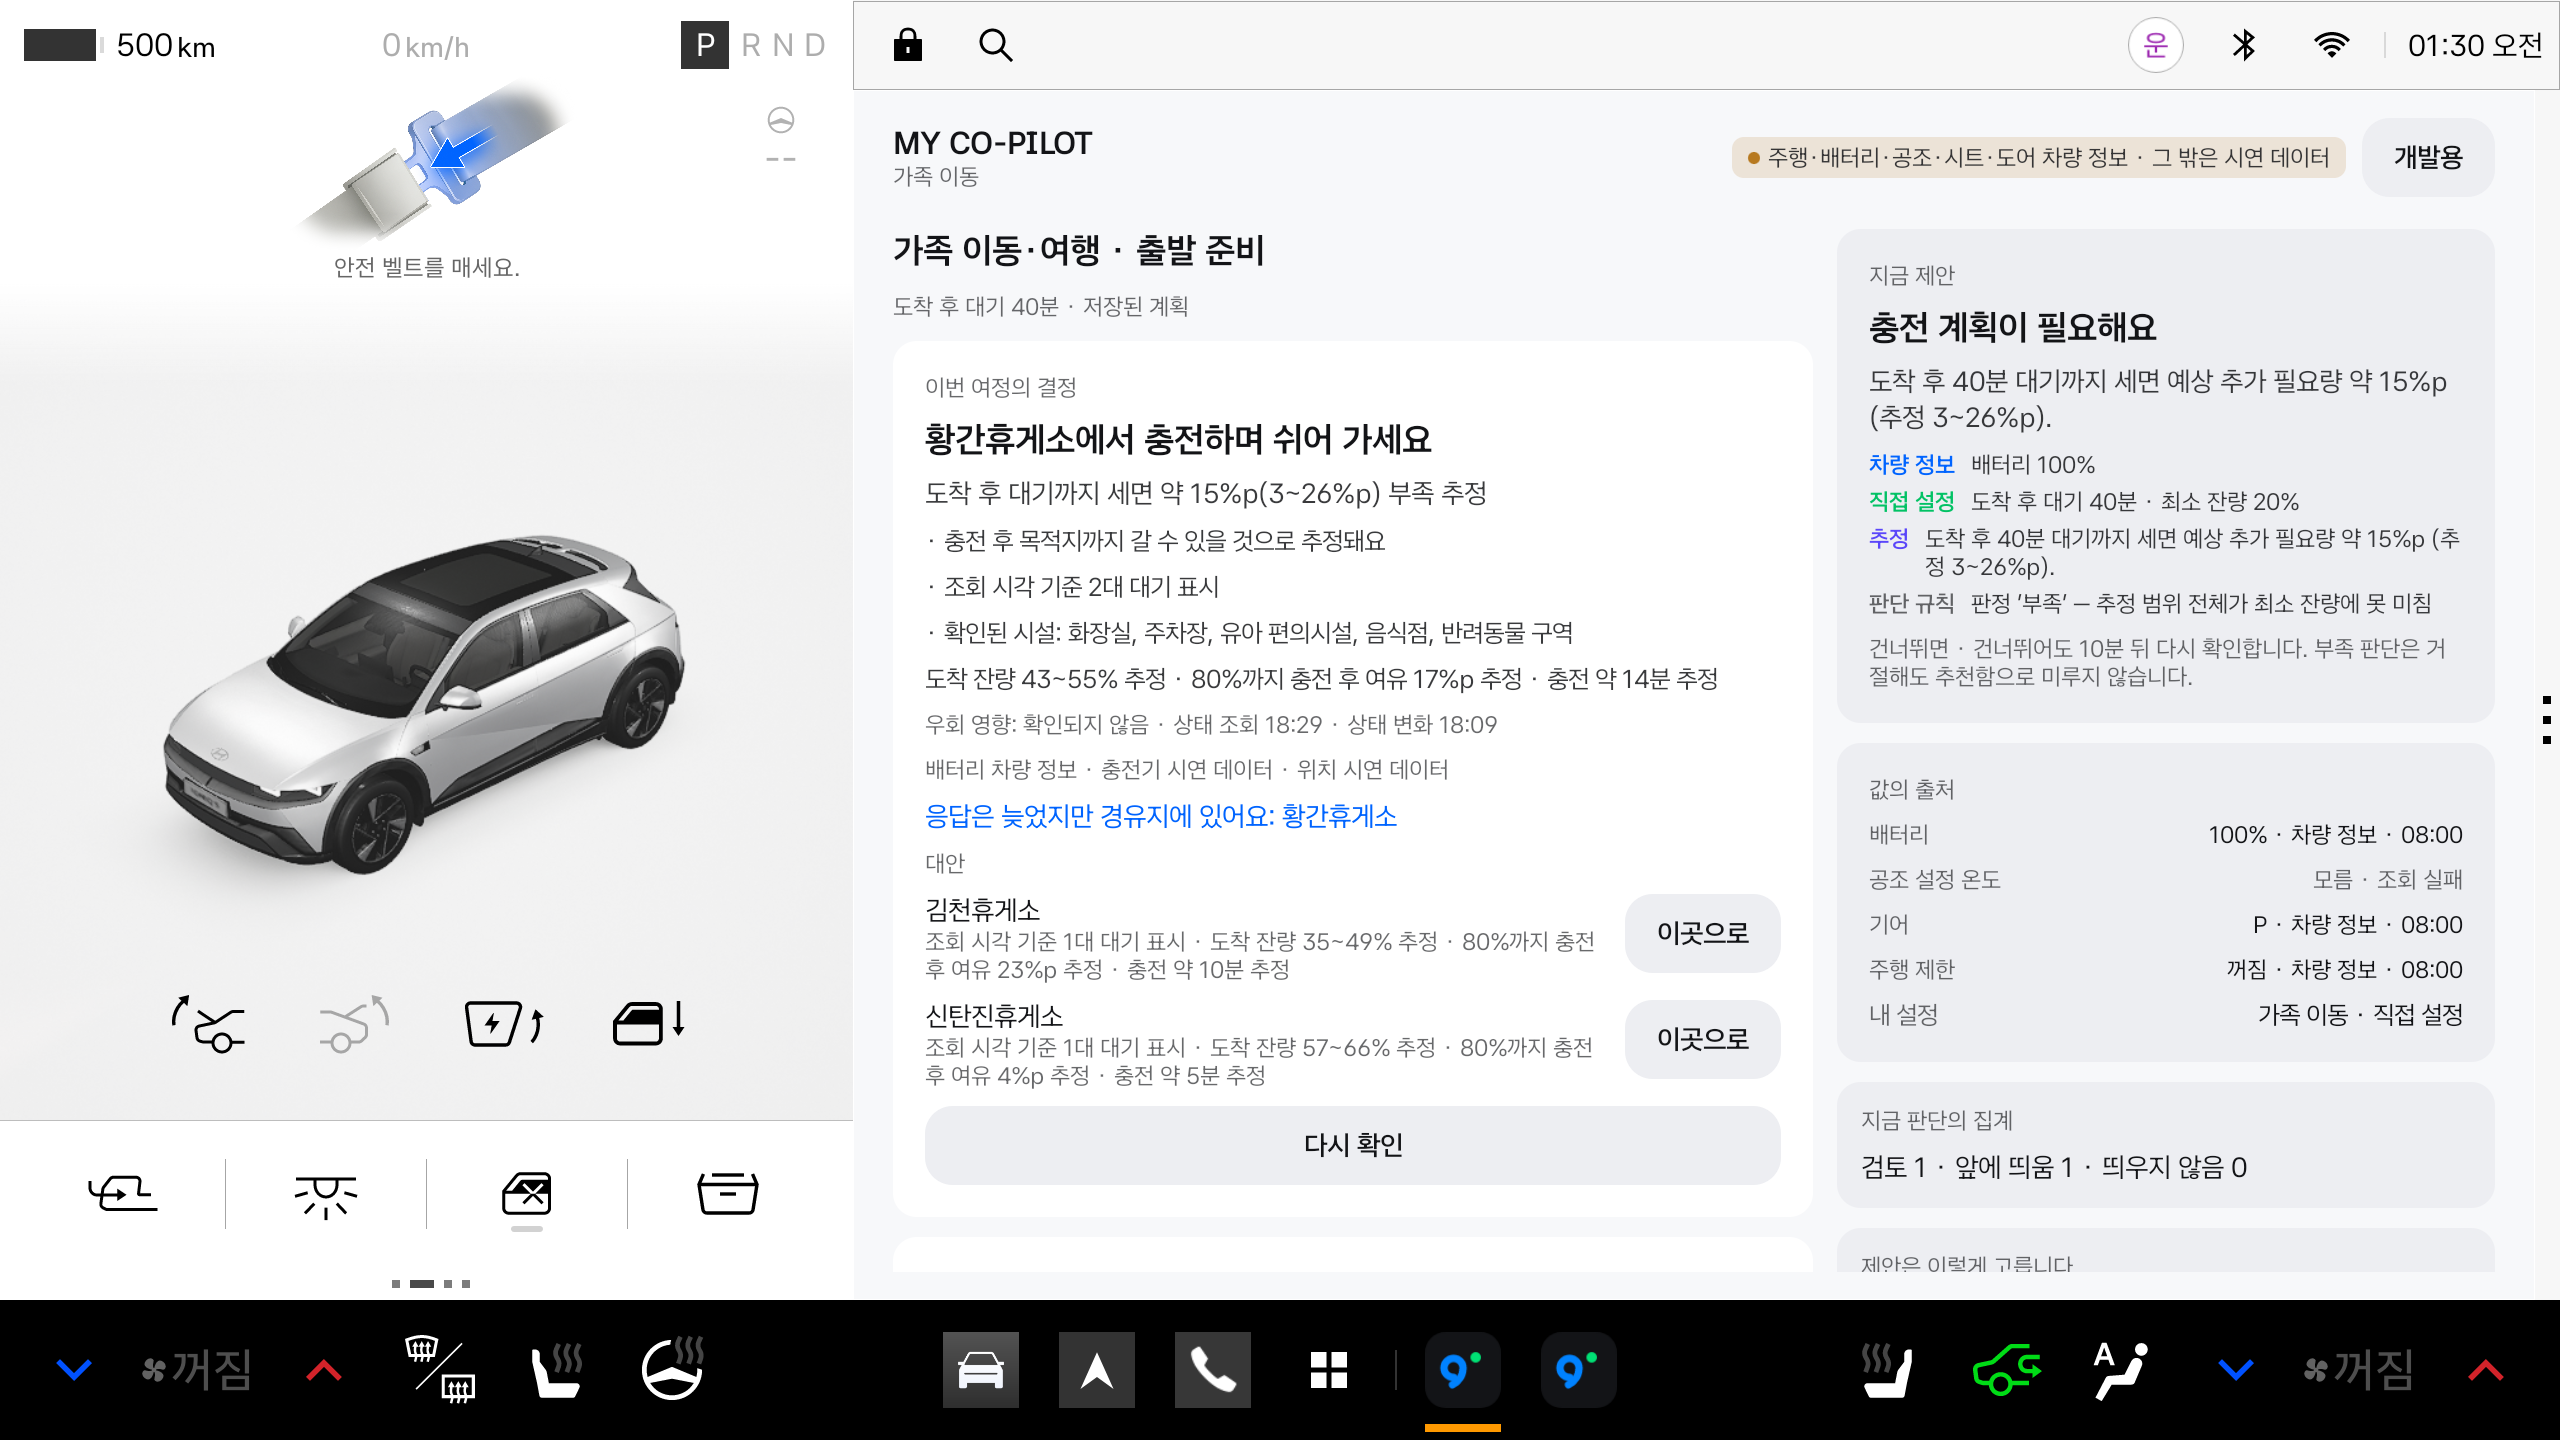 500 km
0 km/h
P R N D
안전 벨트를 매세요.
운
01:30 오전
MY CO-PILOT
가족 이동
주행·배터리·공조·시트·도어 차량 정보 · 그 밖은 시연 데이터
개발용
가족 이동·여행 · 출발 준비
도착 후 대기 40분 · 저장된 계획
이번 여정의 결정
황간휴게소에서 충전하며 쉬어 가세요
도착 후 대기까지 세면 약 15%p(3~26%p) 부족 추정
· 충전 후 목적지까지 갈 수 있을 것으로 추정돼요
· 조회 시각 기준 2대 대기 표시
· 확인된 시설: 화장실, 주차장, 유아 편의시설, 음식점, 반려동물 구역
도착 잔량 43~55% 추정 · 80%까지 충전 후 여유 17%p 추정 · 충전 약 14분 추정
우회 영향: 확인되지 않음 · 상태 조회 18:29 · 상태 변화 18:09
배터리 차량 정보 · 충전기 시연 데이터 · 위치 시연 데이터
응답은 늦었지만 경유지에 있어요: 황간휴게소
대안
김천휴게소
조회 시각 기준 1대 대기 표시 · 도착 잔량 35~49% 추정 · 80%까지 충전
후 여유 23%p 추정 · 충전 약 10분 추정
이곳으로
신탄진휴게소
조회 시각 기준 1대 대기 표시 · 도착 잔량 57~66% 추정 · 80%까지 충전
후 여유 4%p 추정 · 충전 약 5분 추정
이곳으로
다시 확인
지금 제안
충전 계획이 필요해요
도착 후 40분 대기까지 세면 예상 추가 필요량 약 15%p
(추정 3~26%p).
차량 정보 배터리 100%
직접 설정 도착 후 대기 40분 · 최소 잔량 20%
추정 도착 후 40분 대기까지 세면 예상 추가 필요량 약 15%p (추
정 3~26%p).
판단 규칙 판정 '부족' – 추정 범위 전체가 최소 잔량에 못 미침
건너뛰면 · 건너뛰어도 10분 뒤 다시 확인합니다. 부족 판단은 거
절해도 추천함으로 미루지 않습니다.
값의 출처
배터리 100% · 차량 정보 · 08:00
공조 설정 온도 모름 · 조회 실패
기어 P · 차량 정보 · 08:00
주행 제한 꺼짐 · 차량 정보 · 08:00
내 설정 가족 이동 · 직접 설정
지금 판단의 집계
검토 1 · 앞에 띄움 1 · 띄우지 않음 0
제안은 이렇게 고릅니다
꺼짐
A
꺼짐